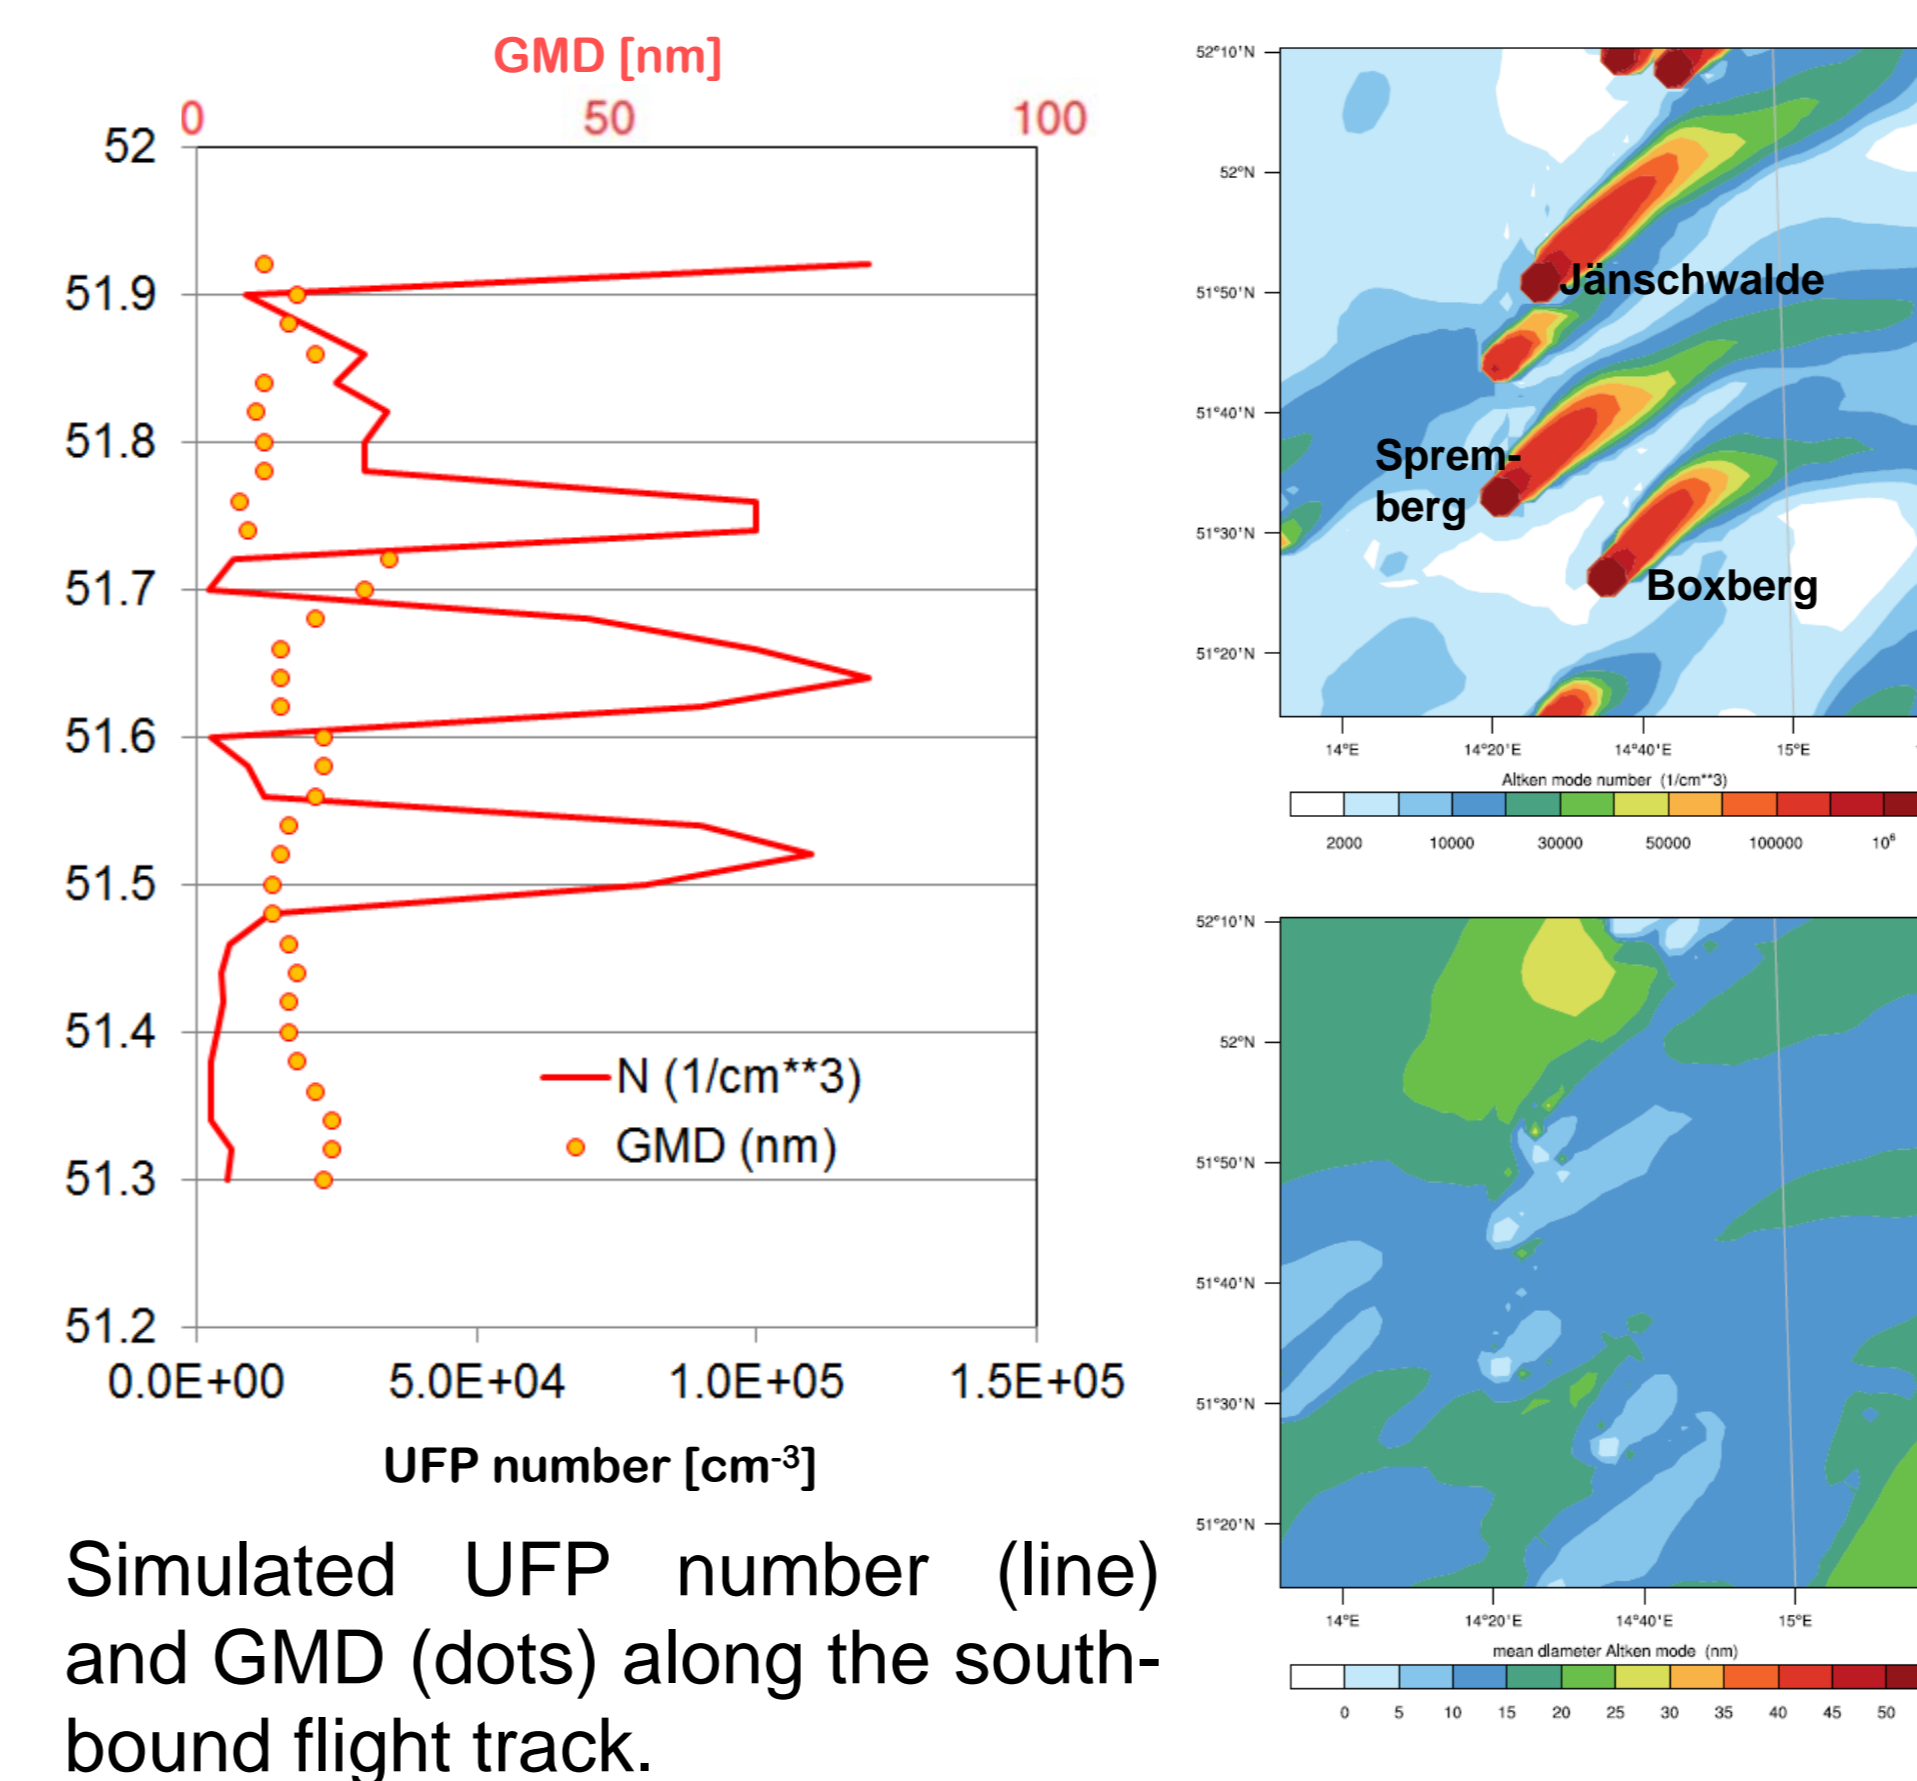 GMD [nm]
0 50 100
52
51.9
51.8
51.7
51.6
51.5
51.4
51.3
51.2
N (1/cm**3)
GMD (nm)
0.0E+00 5.0E+04 1.0E+05 1.5E+05
UFP number [cm-3]
Simulated UFP number (line)
and GMD (dots) along the south-
bound flight track.
52°10'N
52°N
51°50'N
51°40'N
51°30'N
51°20'N
Jänschwalde
Sprem-
berg
Boxberg
14°E 14°20'E 14°40'E 15°E
Aitken mode number (1/cm**3)
2000 10000 30000 50000 100000 10⁶
52°10'N
52°N
51°50'N
51°40'N
51°30'N
51°20'N
14°E 14°20'E 14°40'E 15°E
mean diameter Aitken mode (nm)
0 5 10 15 20 25 30 35 40 45 50